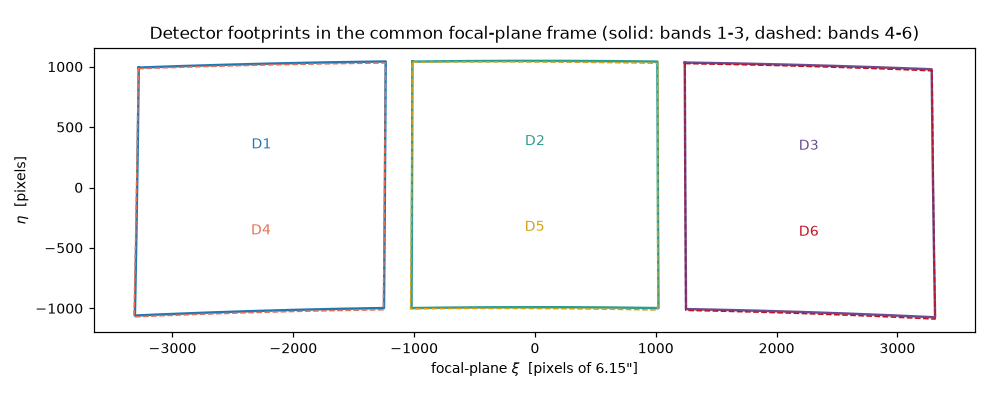 Detector footprints in the common focal-plane frame (solid: bands 1-3, dashed: bands 4-6)
η [pixels]
1000
500
0
−500
−1000
D1
D2
D3
D4
D5
D6
−3000 −2000 −1000 0 1000 2000 3000
focal-plane ξ [pixels of 6.15"]